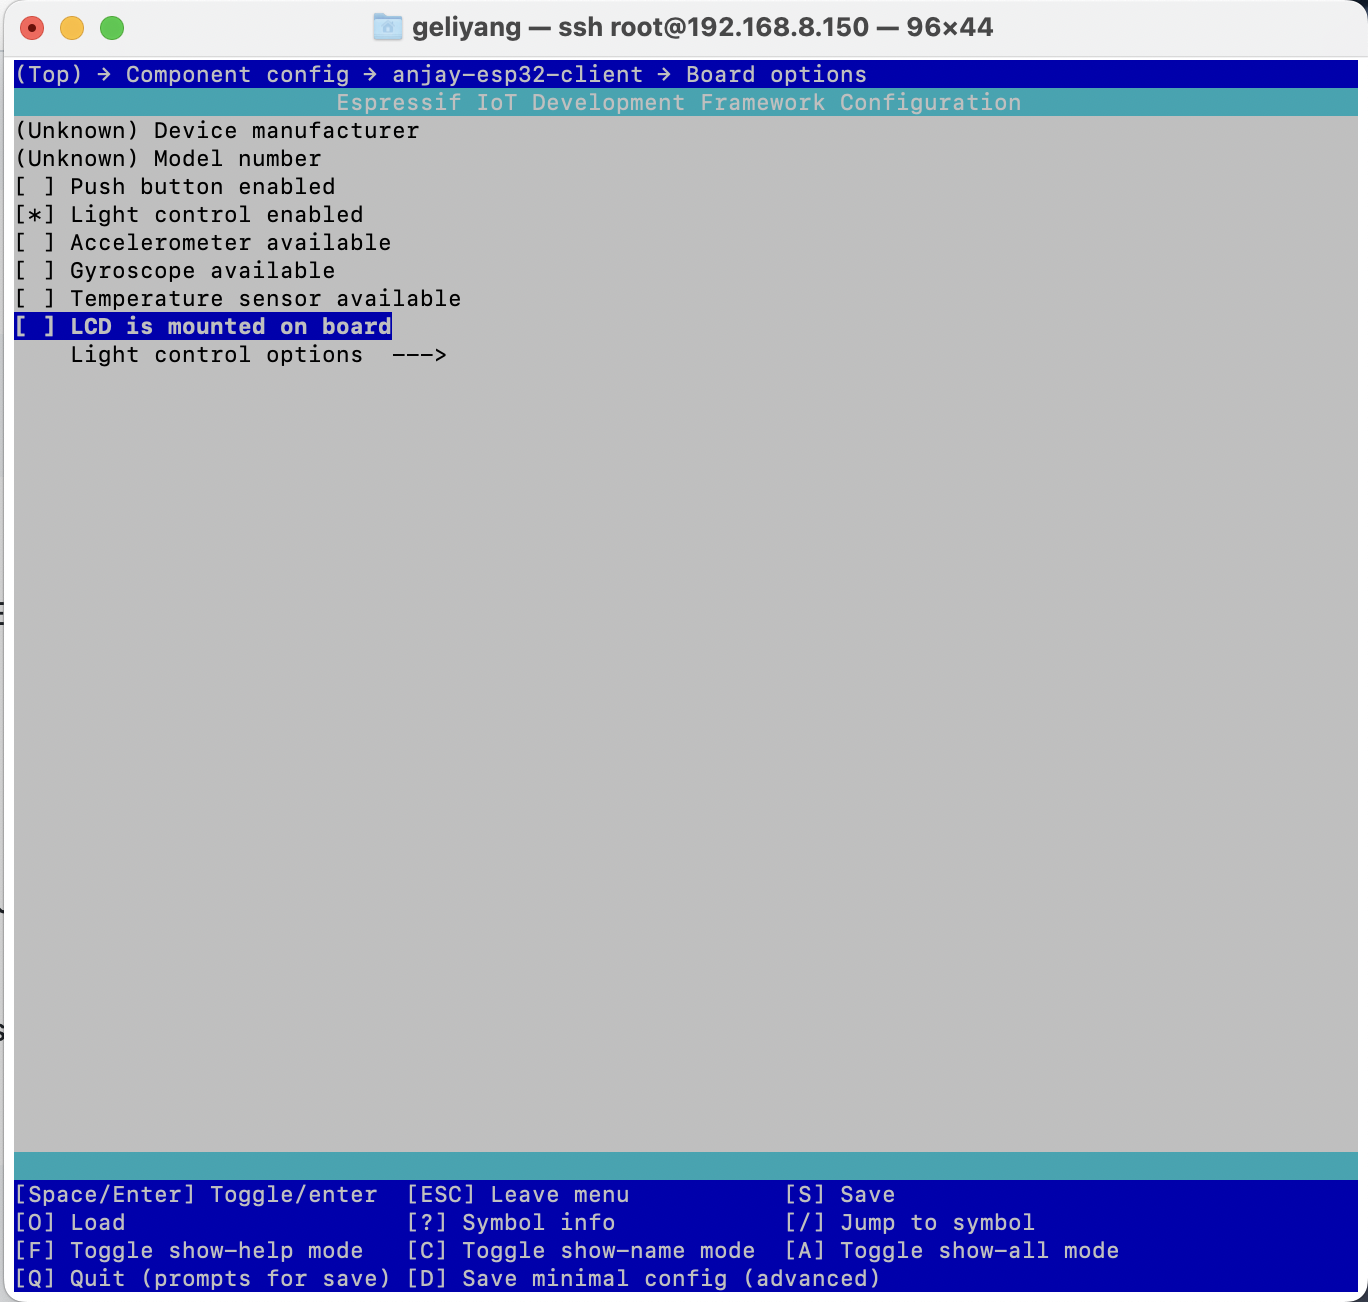 geliyang — ssh root@192.168.8.150 — 96×44
(Top) → Component config → anjay-esp32-client → Board options
Espressif IoT Development Framework Configuration
(Unknown) Device manufacturer
(Unknown) Model number
[ ] Push button enabled
[*] Light control enabled
[ ] Accelerometer available
[ ] Gyroscope available
[ ] Temperature sensor available
[ ] LCD is mounted on board
    Light control options  --->
[Space/Enter] Toggle/enter  [ESC] Leave menu           [S] Save
[O] Load                    [?] Symbol info            [/] Jump to symbol
[F] Toggle show-help mode   [C] Toggle show-name mode  [A] Toggle show-all mode
[Q] Quit (prompts for save) [D] Save minimal config (advanced)